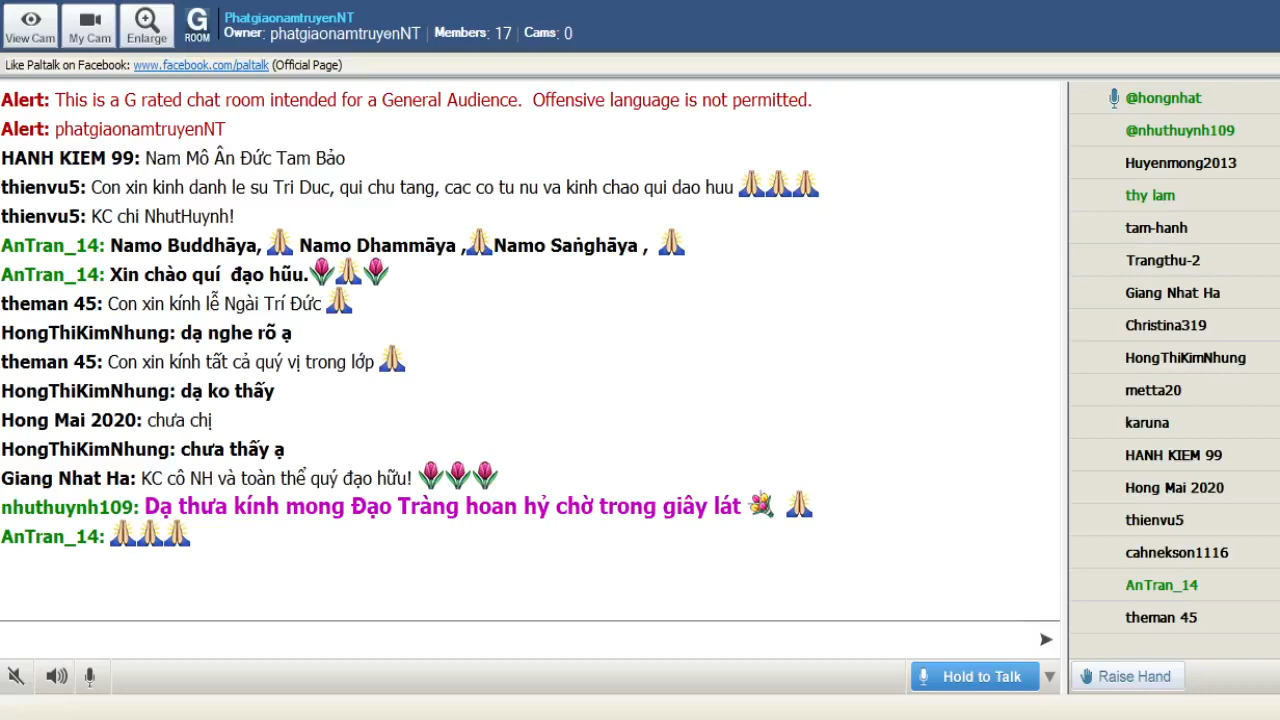 View Cam
My Cam
Enlarge
G
ROOM
PhatgiaonamtruyenNT
Owner: phatgiaonamtruyenNT | Members: 17 | Cams: 0
Like Paltalk on Facebook: www.facebook.com/paltalk (Official Page)
Alert: This is a G rated chat room intended for a General Audience.  Offensive language is not permitted.
Alert: phatgiaonamtruyenNT
HANH KIEM 99: Nam Mô Ân Đức Tam Bảo
thienvu5: Con xin kinh danh le su Tri Duc, qui chu tang, cac co tu nu va kinh chao qui dao huu
thienvu5: KC chi NhutHuynh!
AnTran_14: Namo Buddhāya, Namo Dhammāya ,Namo Saṅghāya ,
AnTran_14: Xin chào quí  đạo hũu.
theman 45: Con xin kính lễ Ngài Trí Đức
HongThiKimNhung: dạ nghe rõ ạ
theman 45: Con xin kính tất cả quý vị trong lớp
HongThiKimNhung: dạ ko thấy
Hong Mai 2020: chưa chị
HongThiKimNhung: chưa thấy ạ
Giang Nhat Ha: KC cô NH và toàn thể quý đạo hữu!
nhuthuynh109: Dạ thưa kính mong Đạo Tràng hoan hỷ chờ trong giây lát
AnTran_14:
@hongnhat
@nhuthuynh109
Huyenmong2013
thy lam
tam-hanh
Trangthu-2
Giang Nhat Ha
Christina319
HongThiKimNhung
metta20
karuna
HANH KIEM 99
Hong Mai 2020
thienvu5
cahnekson1116
AnTran_14
theman 45
Hold to Talk
Raise Hand